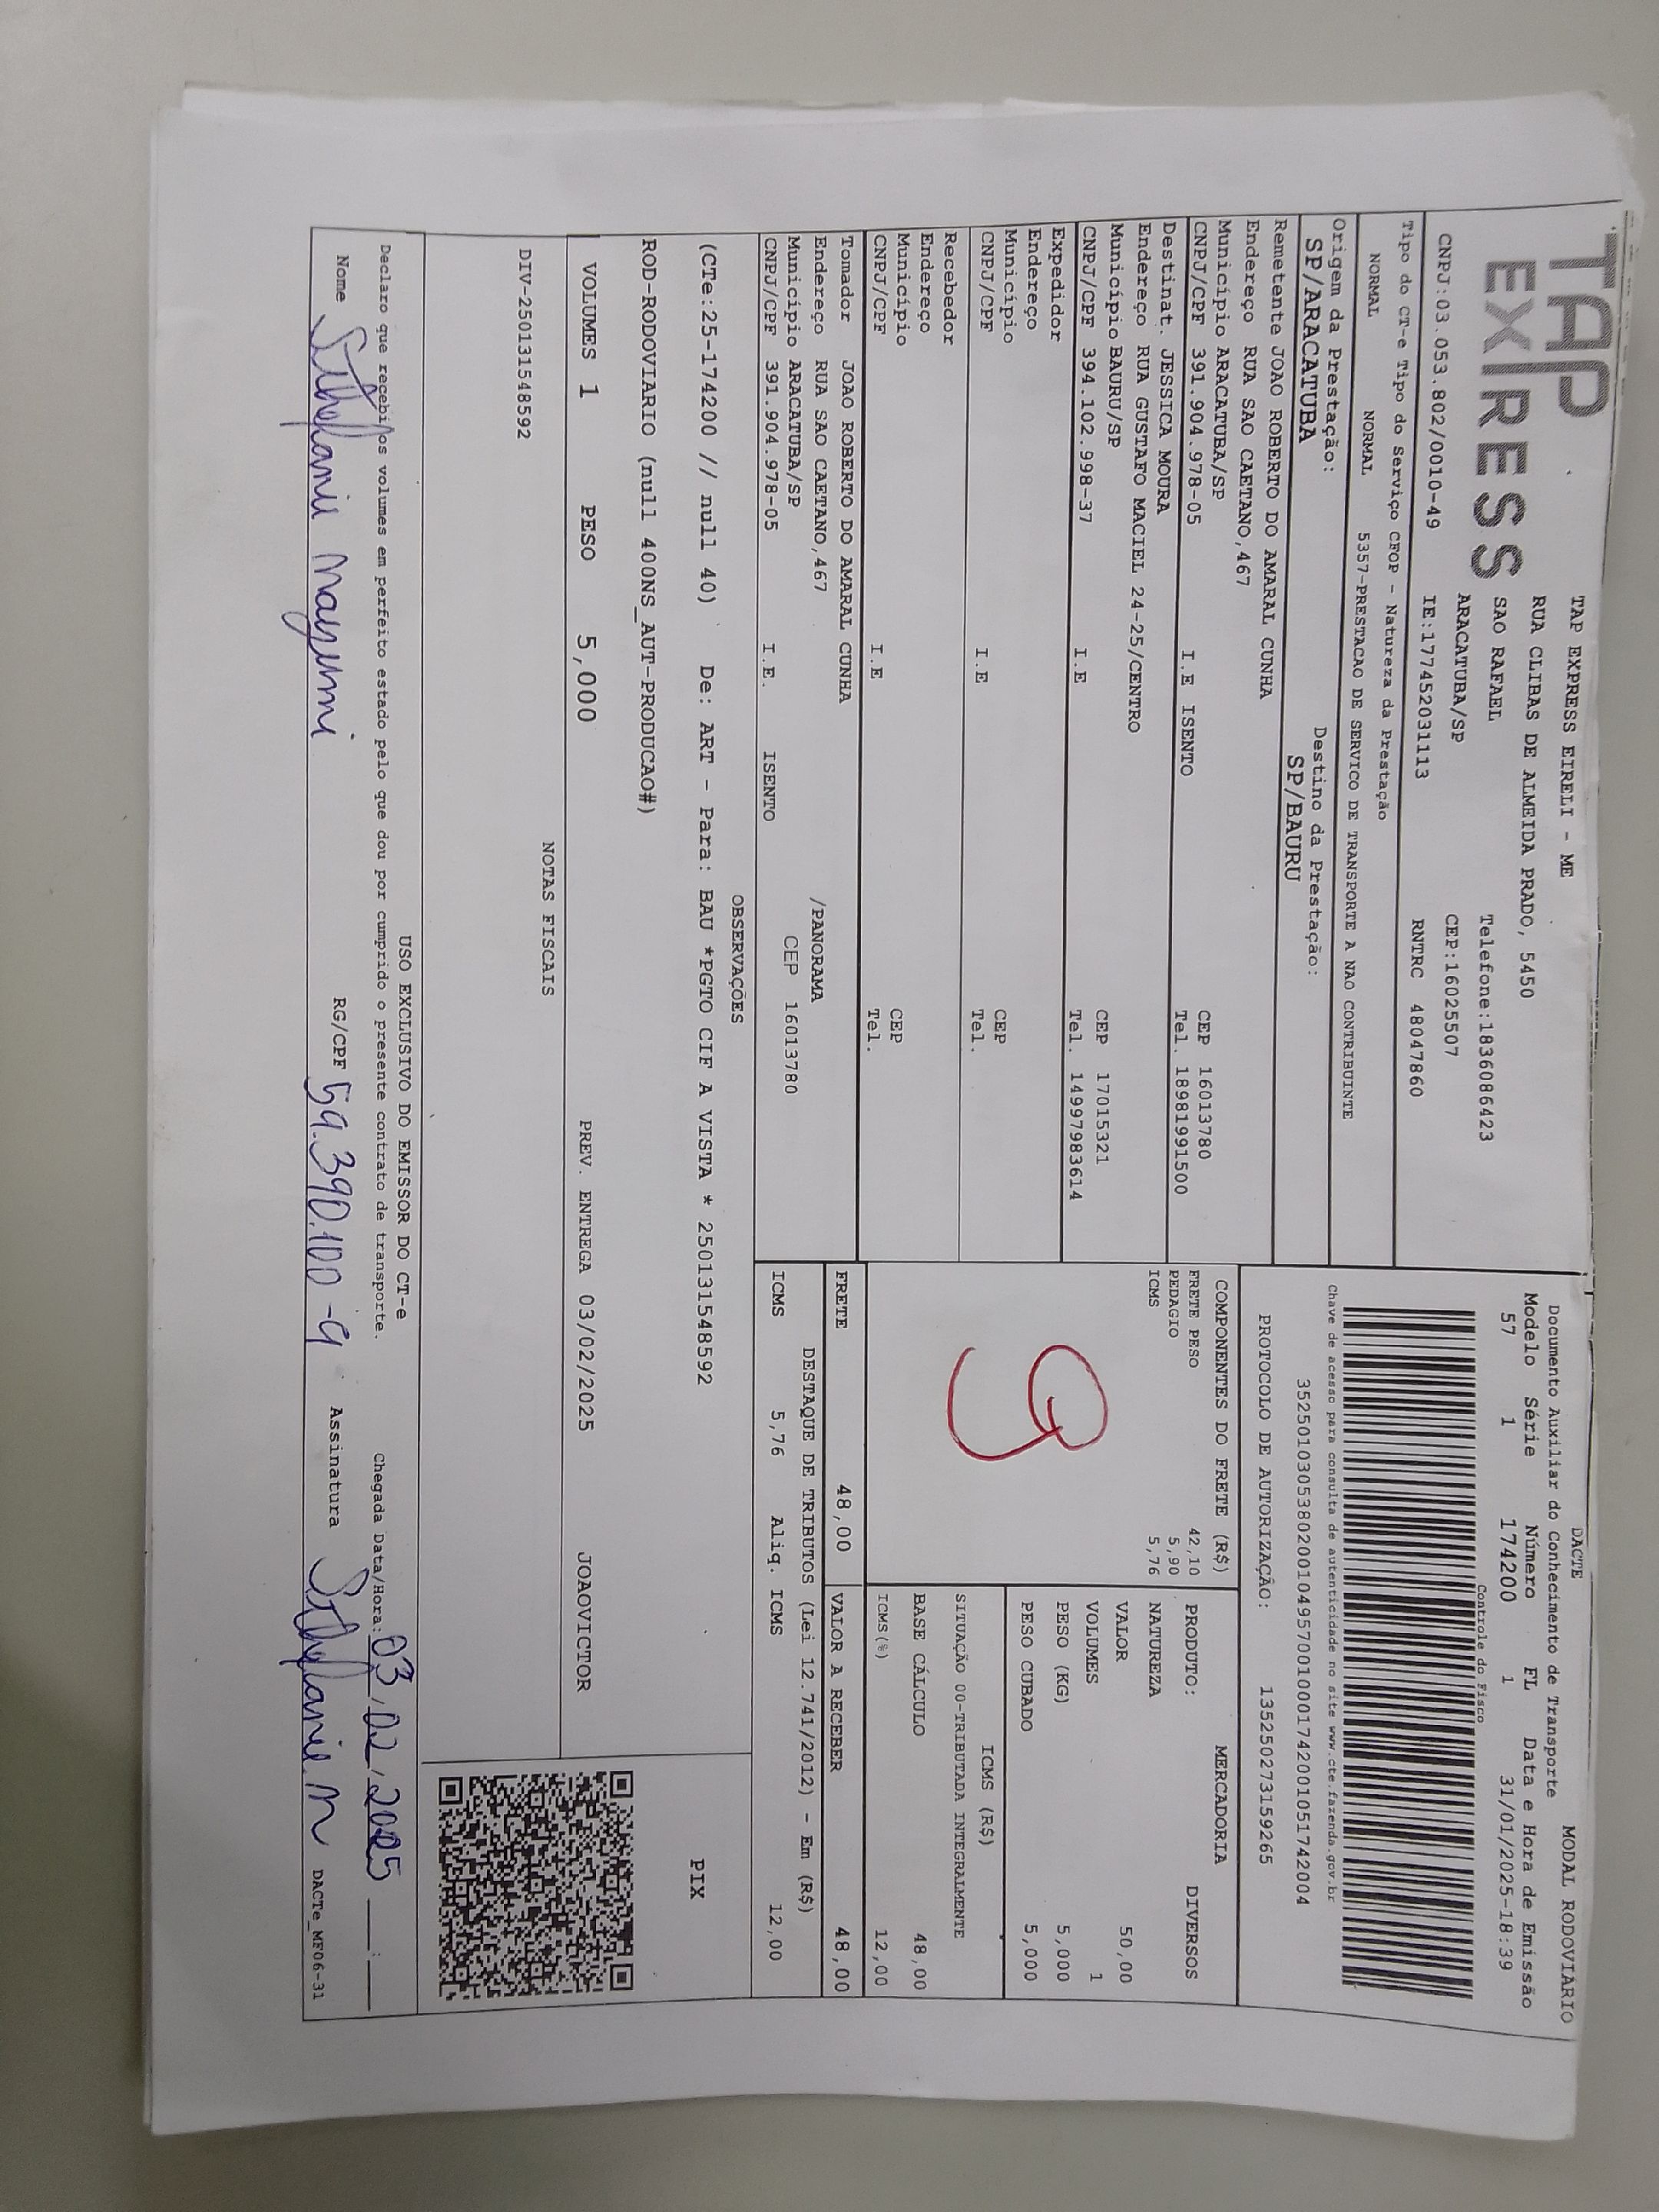 TAP
EXPRESS
TAP EXPRESS EIRELI - ME
RUA CLIBAS DE ALMEIDA PRADO, 5450
SAO RAFAEL Telefone:1836086423
ARACATUBA/SP CEP:16025507
CNPJ:03.053.802/0010-49 IE:177452031113 RNTRC 48047860
Tipo do CT-e Tipo do Serviço CFOP - Natureza da Prestação
NORMAL NORMAL 5357-PRESTACAO DE SERVICO DE TRANSPORTE A NAO CONTRIBUINTE
Origem da Prestação: Destino da Prestação:
SP/ARACATUBA SP/BAURU
Remetente JOAO ROBERTO DO AMARAL CUNHA
Endereço RUA SAO CAETANO,467
Município ARACATUBA/SP CEP 16013780
CNPJ/CPF 391.904.978-05 I.E ISENTO Tel. 18981991500
Destinat. JESSICA MOURA
Endereço RUA GUSTAFO MACIEL 24-25/CENTRO
Município BAURU/SP CEP 17015321
CNPJ/CPF 394.102.998-37 I.E Tel. 14997983614
Expedidor
Endereço
Município CEP
CNPJ/CPF I.E Tel.
Recebedor
Endereço
Município CEP
CNPJ/CPF I.E Tel.
Tomador JOAO ROBERTO DO AMARAL CUNHA
Endereço RUA SAO CAETANO,467 /PANORAMA
Município ARACATUBA/SP CEP 16013780
CNPJ/CPF 391.904.978-05 I.E. ISENTO
DACTE MODAL RODOVIÁRIO
Documento Auxiliar do Conhecimento de Transporte
Modelo Série Número FL Data e Hora de Emissão
57 1 174200 1 31/01/2025-18:39
Controle do Fisco
Chave de acesso para consulta de autenticidade no site www.cte.fazenda.gov.br
35250103053802001049570010001742001051742004
PROTOCOLO DE AUTORIZAÇÃO: 135250273159265
COMPONENTES DO FRETE (R$)
FRETE PESO 42,10
PEDAGIO 5,90
ICMS 5,76
MERCADORIA
PRODUTO: DIVERSOS
NATUREZA
VALOR 50,00
VOLUMES 1
PESO (KG) 5,000
PESO CUBADO 5,000
ICMS (R$)
SITUAÇÃO 00-TRIBUTADA INTEGRALMENTE
BASE CÁLCULO 48,00
ICMS(%) 12,00
FRETE 48,00 VALOR A RECEBER 48,00
DESTAQUE DE TRIBUTOS (Lei 12.741/2012) - Em (R$)
ICMS 5,76 Aliq. ICMS 12,00
OBSERVAÇÕES
(CTe:25-174200 // null 40) De: ART - Para: BAU *PGTO CIF A VISTA * 250131548592
PIX
ROD-RODOVIARIO (null 400NS_AUT-PRODUCAO#)
VOLUMES 1 PESO 5,000 PREV. ENTREGA 03/02/2025 JOAOVICTOR
NOTAS FISCAIS
DIV-250131548592
USO EXCLUSIVO DO EMISSOR DO CT-e
Declaro que recebi os volumes em perfeito estado pelo que dou por cumprido o presente contrato de transporte. Chegada Data/Hora: 03/02/2025 ___:___
Nome Sthefanie Mayumi RG/CPF 59.390.100-9 Assinatura Sthefanie M DACTe_MF06-31